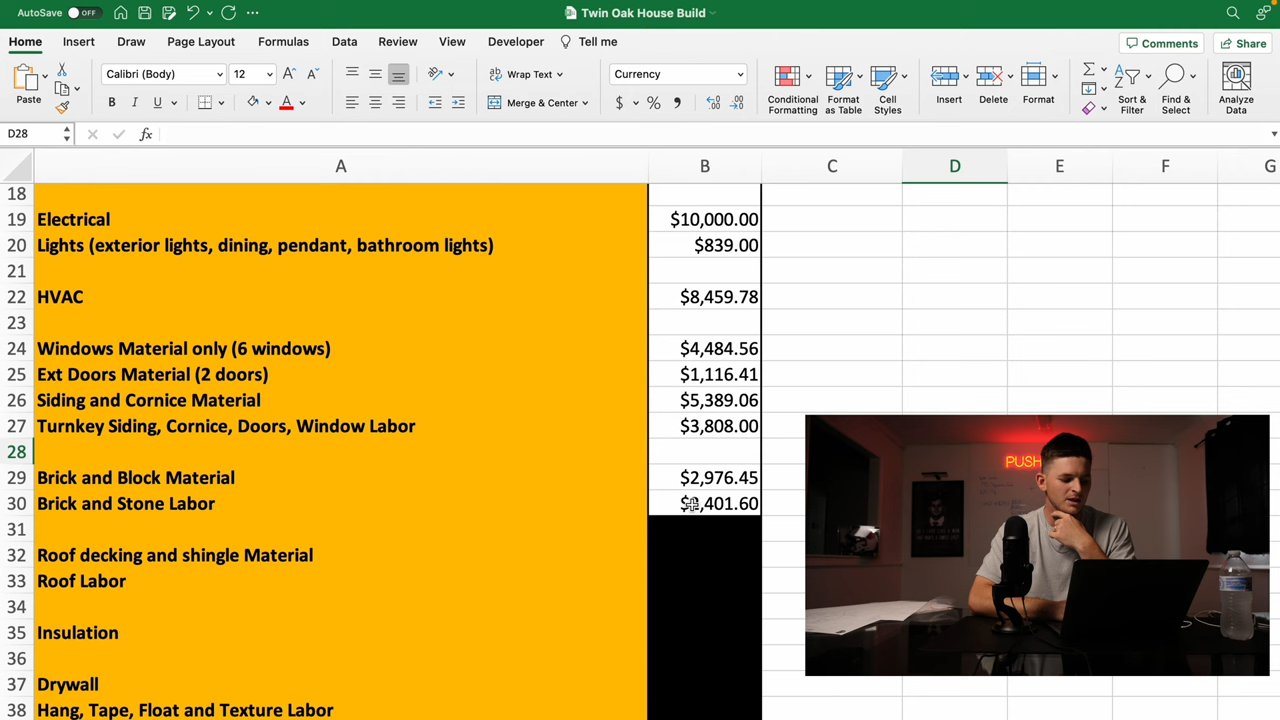 AutoSave OFF Twin Oak House Build
Home Insert Draw Page Layout Formulas Data Review View Developer Tell me Comments Share
Paste Calibri (Body) 12 A A Wrap Text Currency Conditional Formatting Format as Table Cell Styles Insert Delete Format Sort & Filter Find & Select Analyze Data
B I U A Merge & Center $ %
D28 fx
A B C D E F G
18
19 Electrical $10,000.00
20 Lights (exterior lights, dining, pendant, bathroom lights) $839.00
21
22 HVAC $8,459.78
23
24 Windows Material only (6 windows) $4,484.56
25 Ext Doors Material (2 doors) $1,116.41
26 Siding and Cornice Material $5,389.06
27 Turnkey Siding, Cornice, Doors, Window Labor $3,808.00
28
29 Brick and Block Material $2,976.45
30 Brick and Stone Labor
31
32 Roof decking and shingle Material
33 Roof Labor
34
35 Insulation
36
37 Drywall
38 Hang, Tape, Float and Texture Labor
PUSH